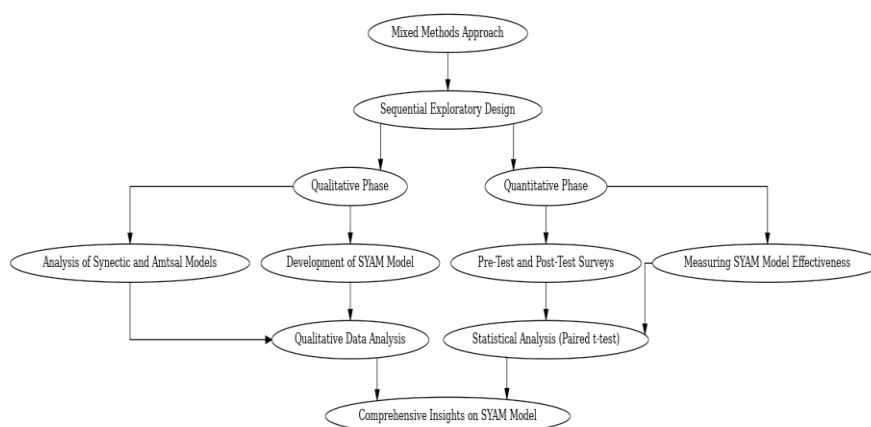 Mixed Methods Approach
Sequential Exploratory Design
Qualitative Phase
Quantitative Phase
Analysis of Synectic and Amtsal Models
Development of SYAM Model
Pre-Test and Post-Test Surveys
Measuring SYAM Model Effectiveness
Qualitative Data Analysis
Statistical Analysis (Paired t-test)
Comprehensive Insights on SYAM Model